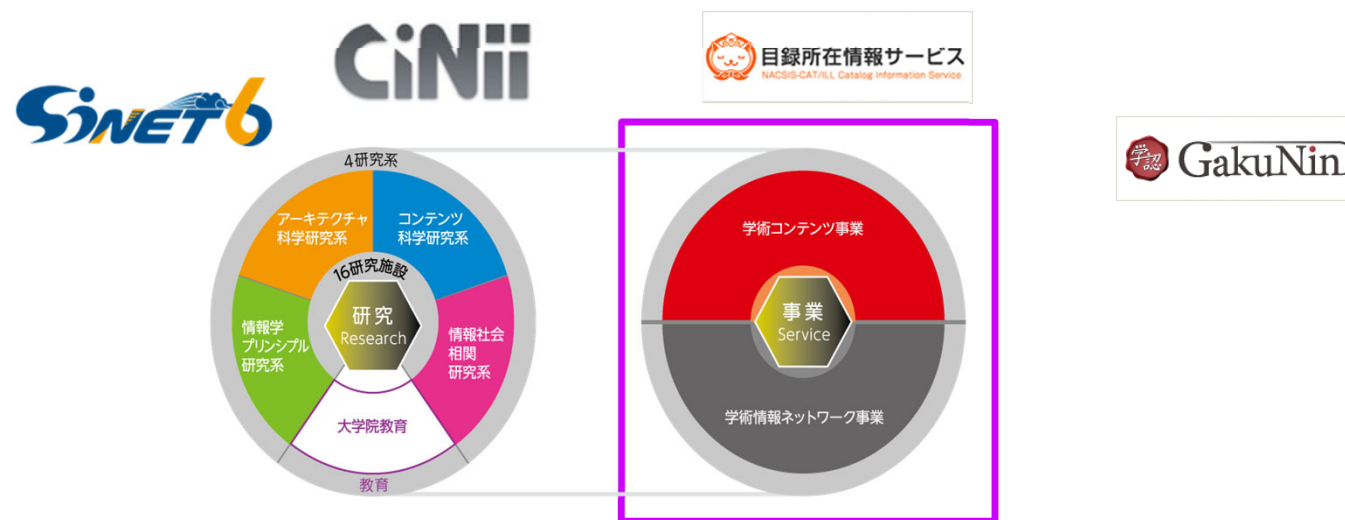 CiNii
目録所在情報サービス
NACSIS-CAT/ILL Catalog Information Service
SINET6
学認 GakuNin
4研究系
アーキテクチャ
科学研究系
コンテンツ
科学研究系
16研究施設
研究
Research
情報学
プリンシプル
研究系
情報社会
相関
研究系
大学院教育
教育
学術コンテンツ事業
事業
Service
学術情報ネットワーク事業